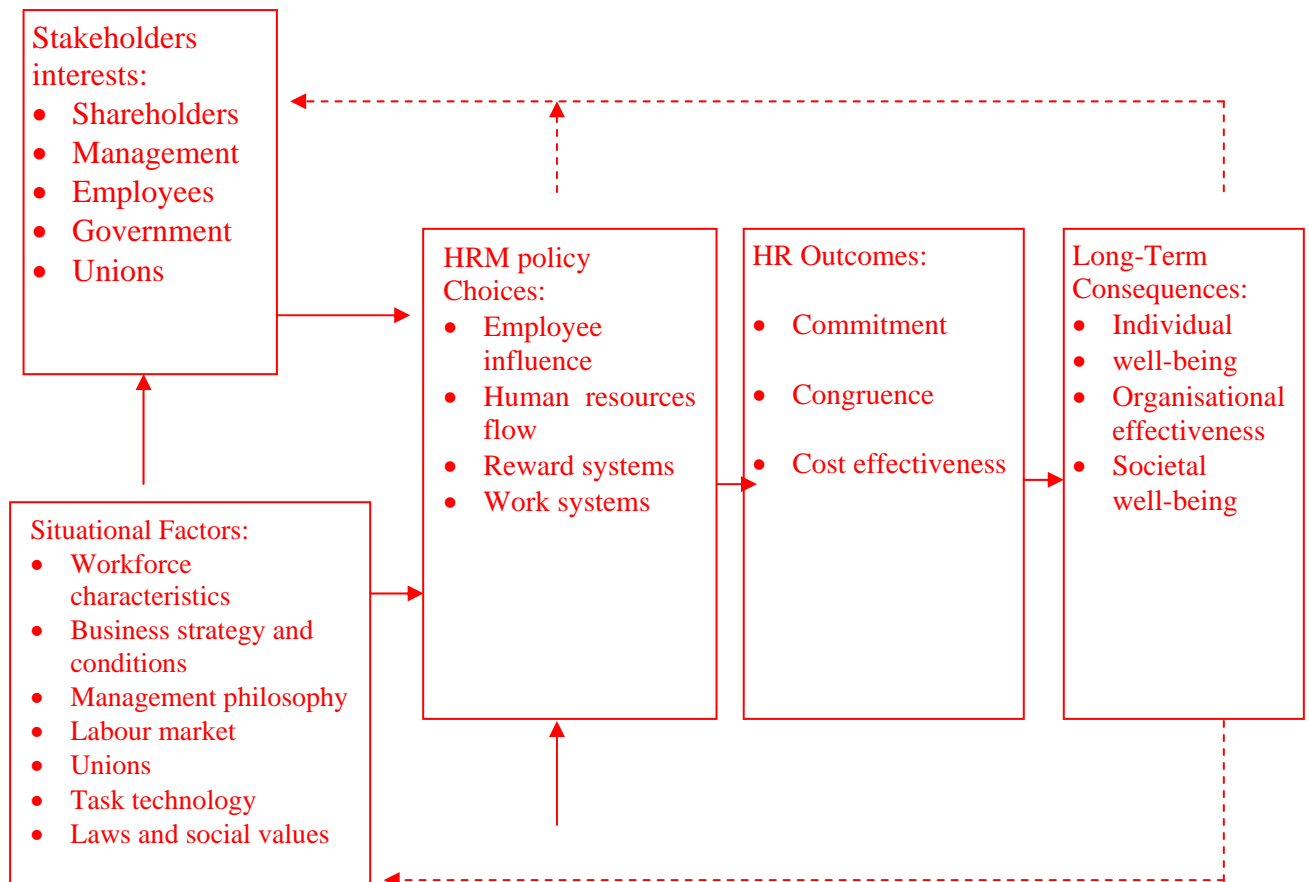 Stakeholders
interests:
• Shareholders
• Management
• Employees
• Government
• Unions
HRM policy
Choices:
• Employee
influence
• Human resources
flow
• Reward systems
• Work systems
HR Outcomes:
• Commitment
• Congruence
• Cost effectiveness
Long-Term
Consequences:
• Individual
• well-being
• Organisational
effectiveness
• Societal
well-being
Situational Factors:
• Workforce
characteristics
• Business strategy and
conditions
• Management philosophy
• Labour market
• Unions
• Task technology
• Laws and social values